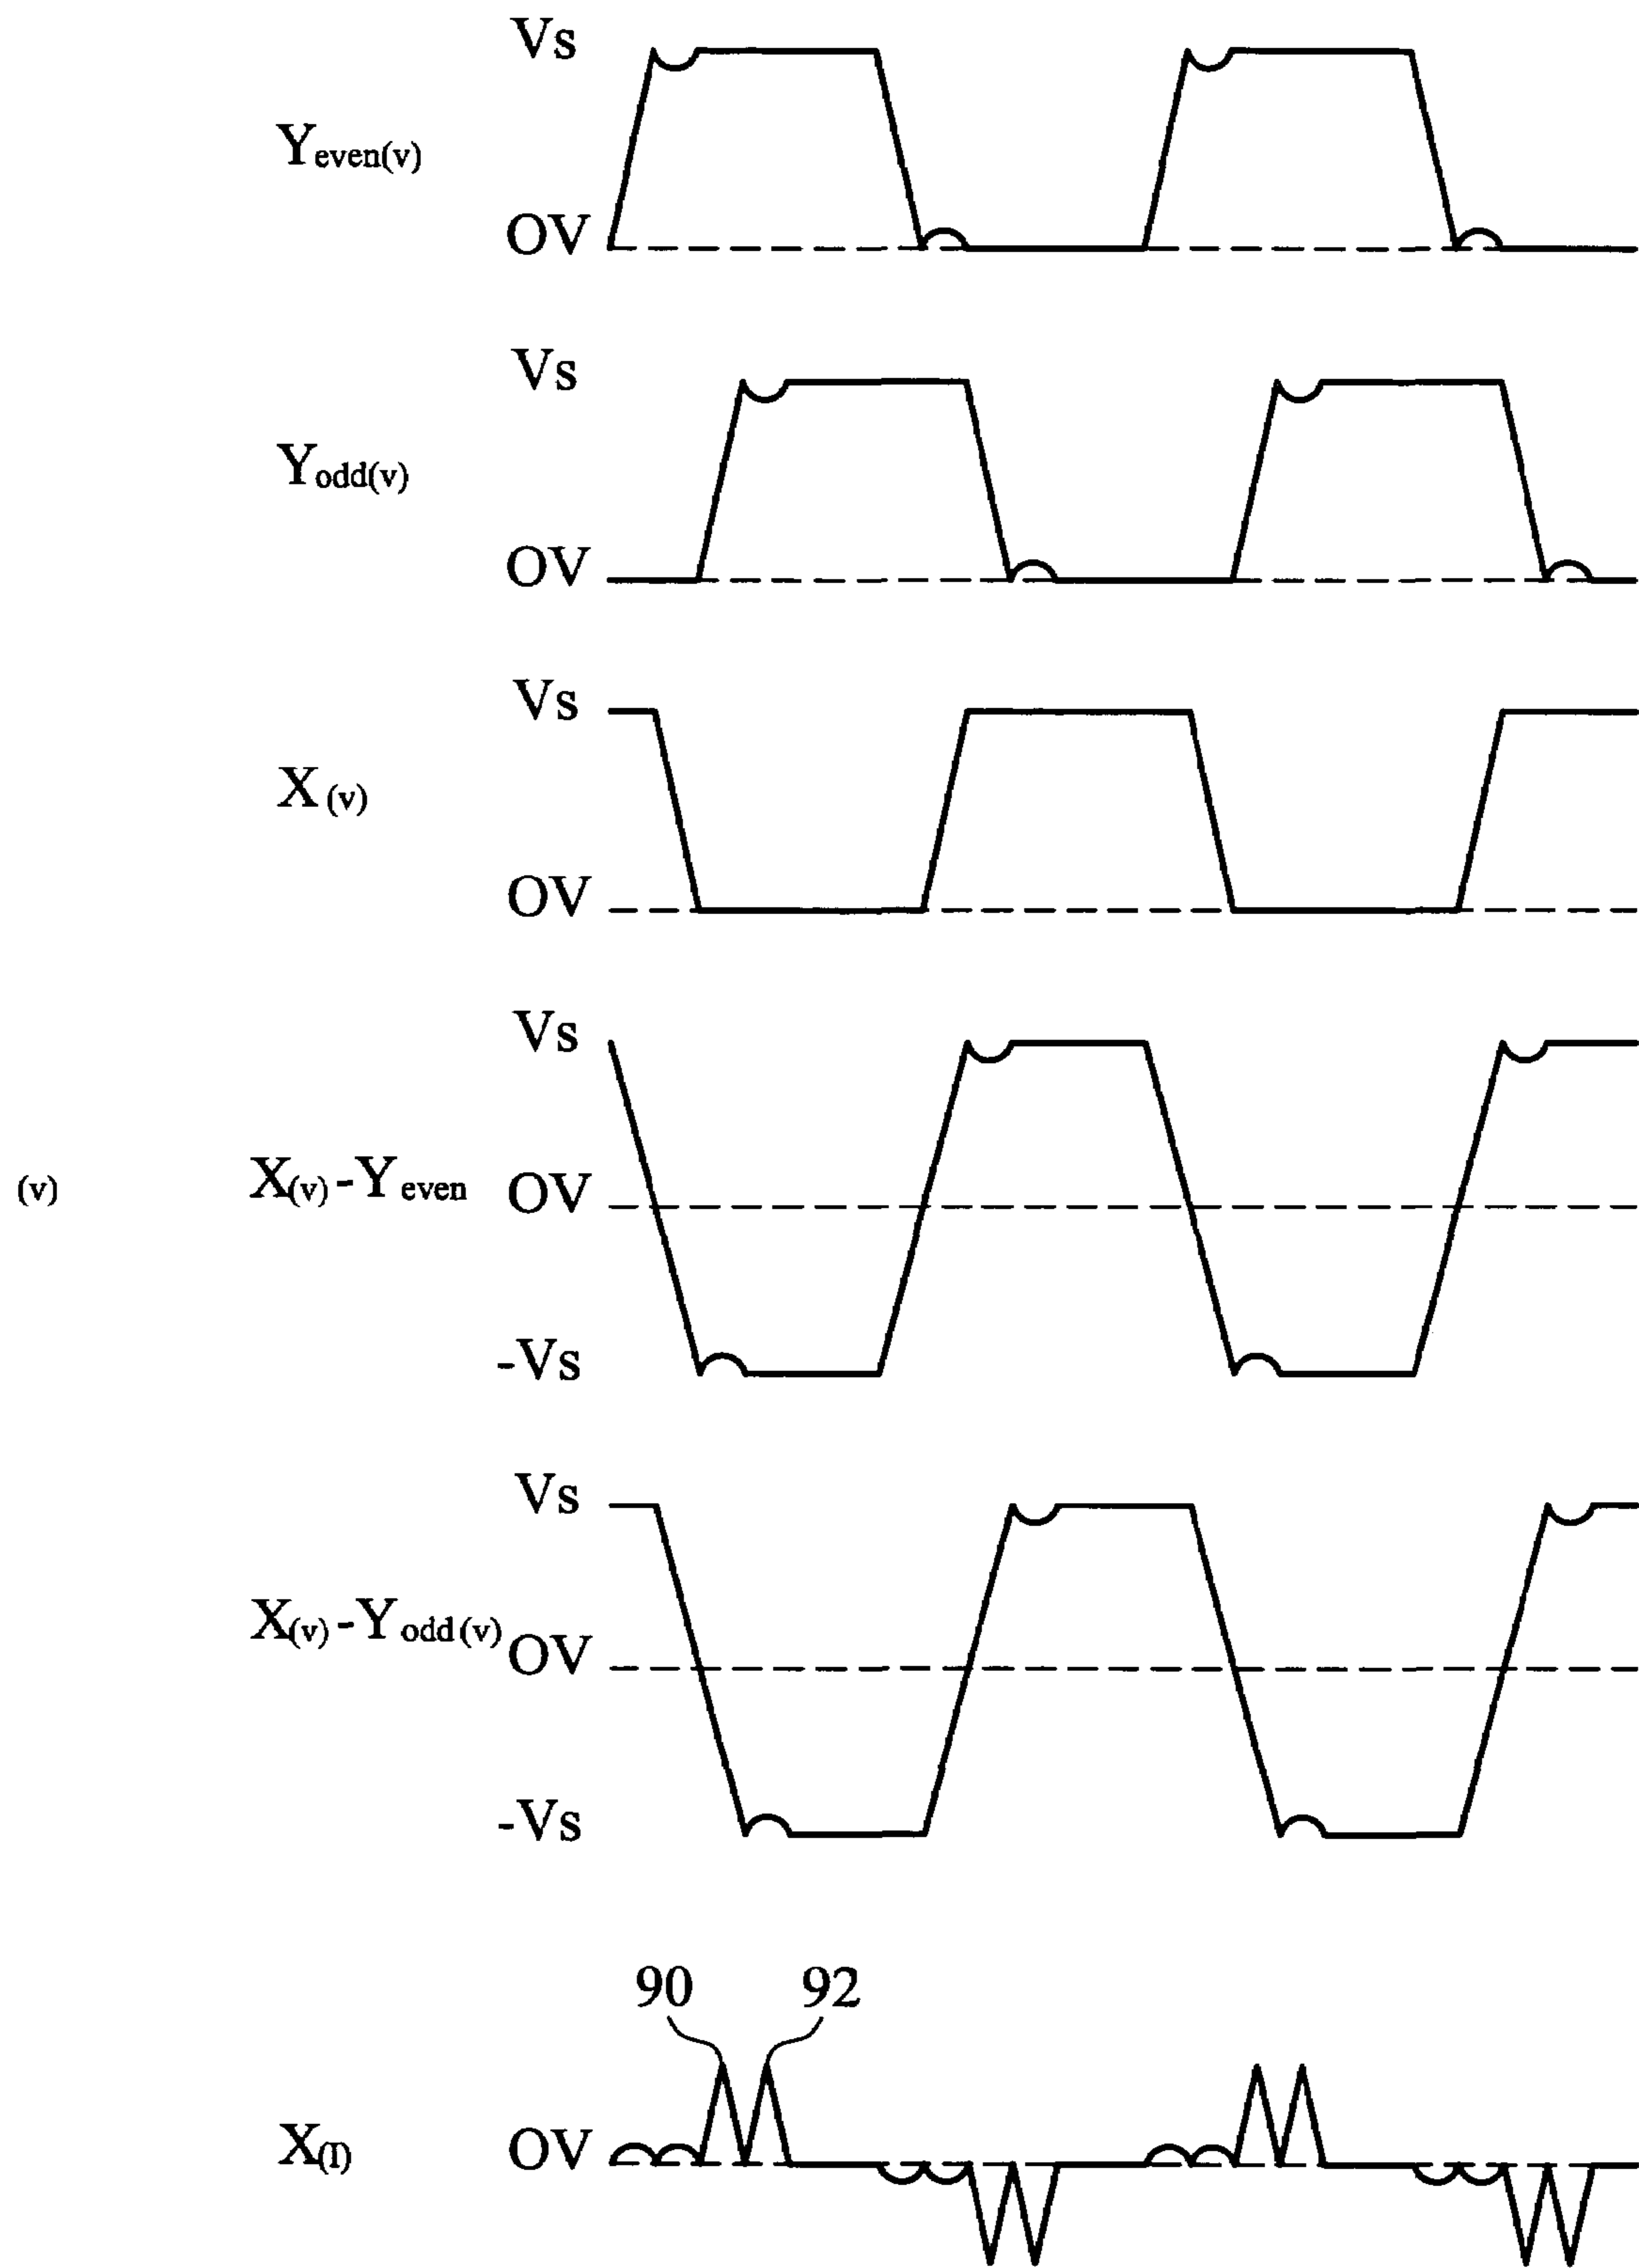 Vs
Yeven(v)
OV
Vs
Yodd(v)
OV
Vs
X(v)
OV
Vs
(v) X(v)-Yeven OV
-Vs
Vs
X(v)-Yodd(v) OV
-Vs
90 92
X(I) OV